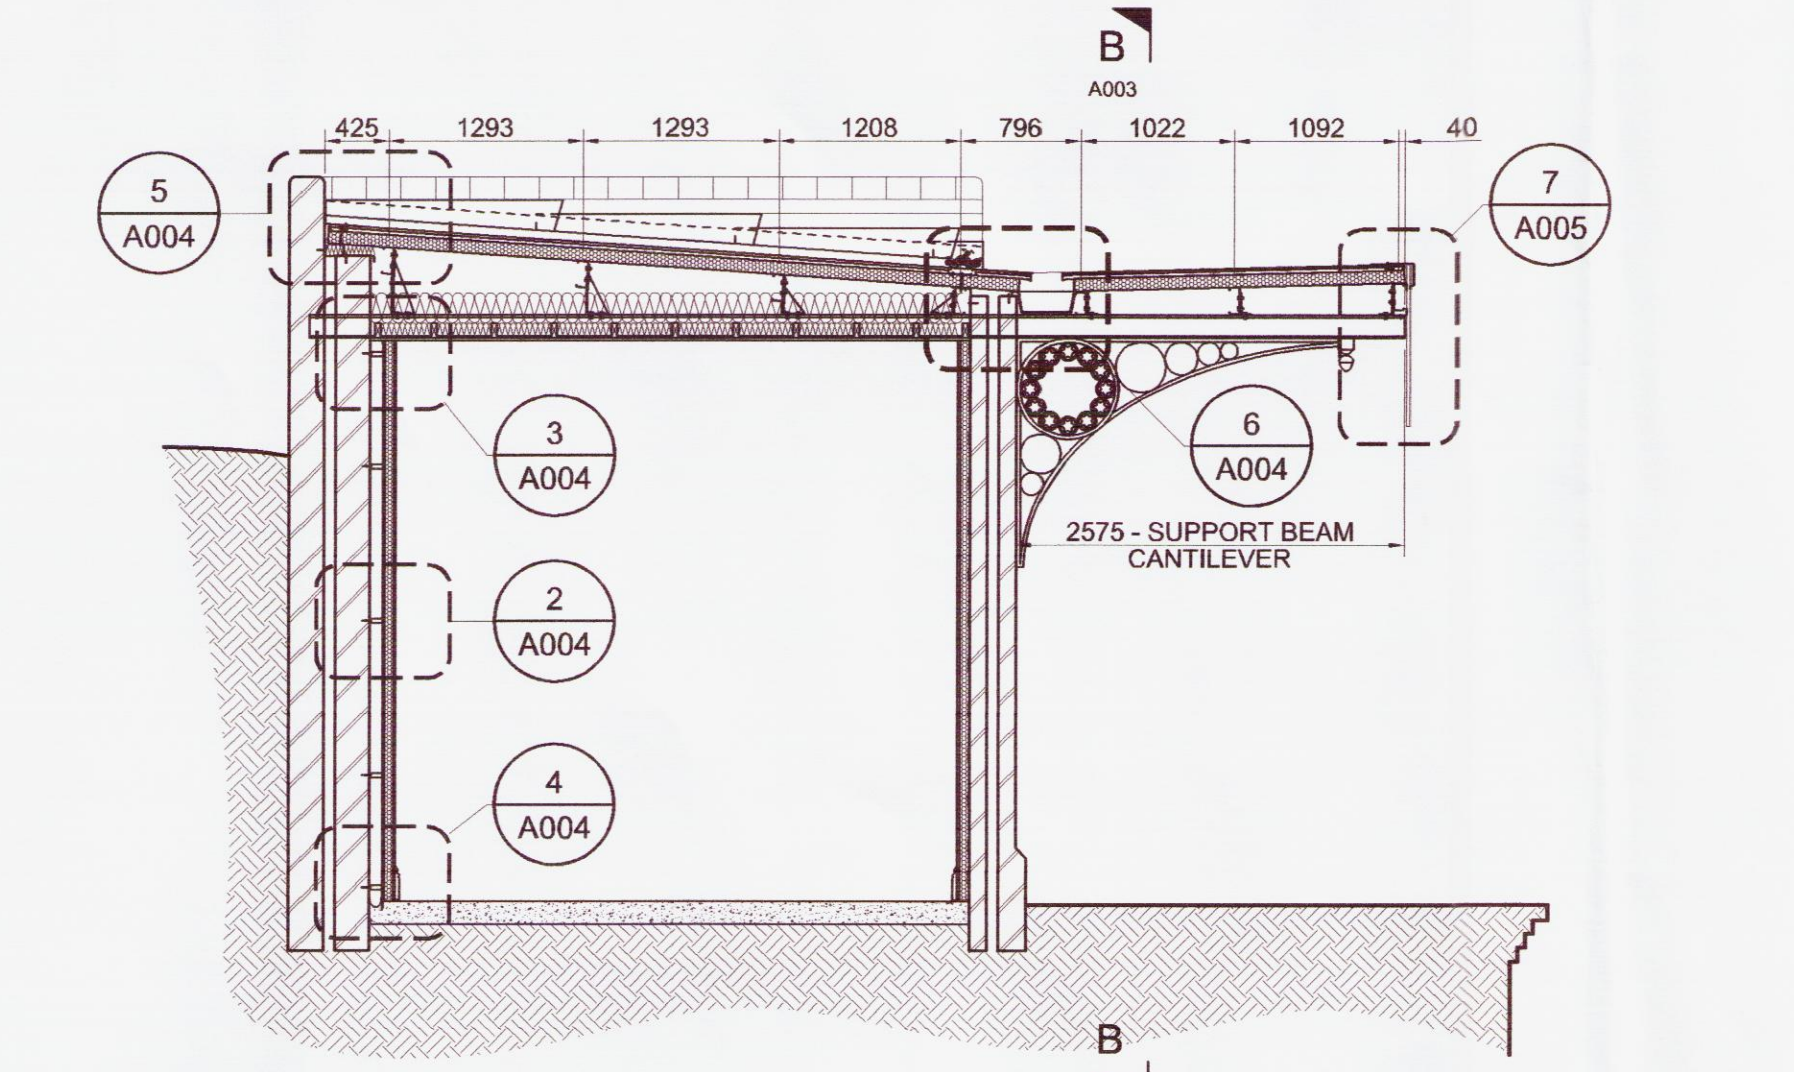 B
A003
425 1293 1293 1208 796 1022 1092 40
5
A004
7
A005
3
A004
6
A004
2575 - SUPPORT BEAM
CANTILEVER
2
A004
4
A004
B